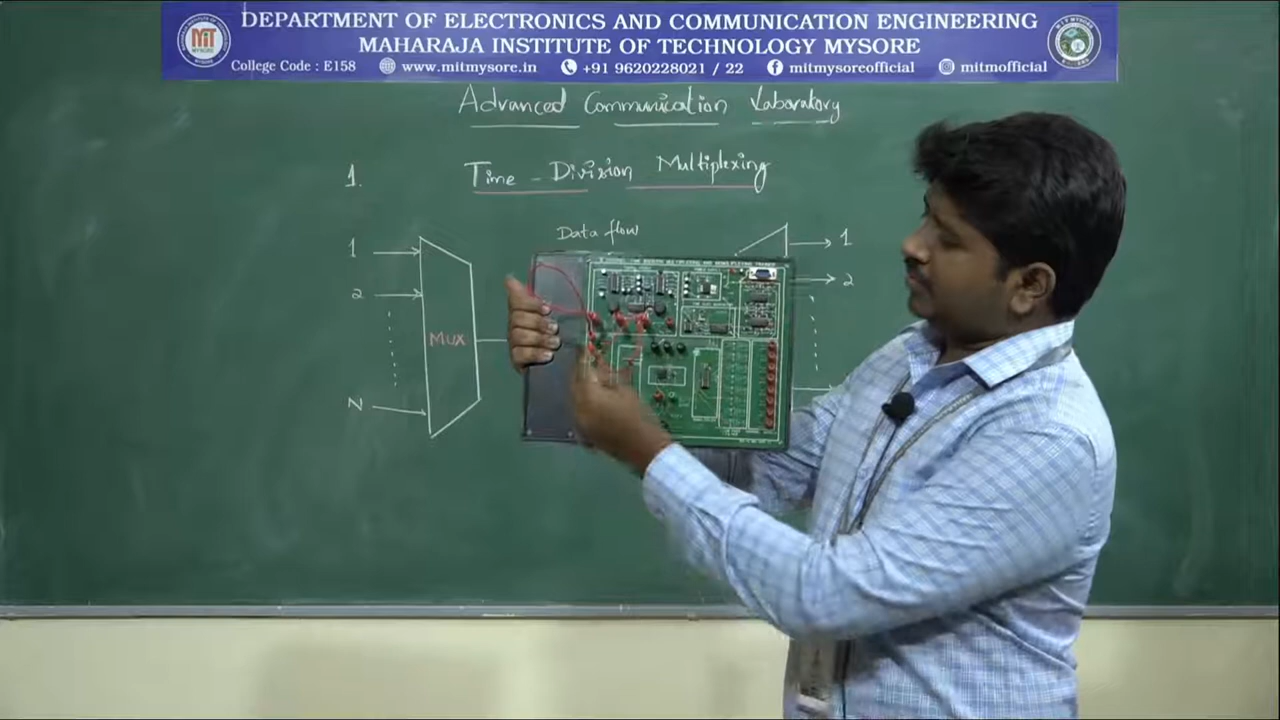 DEPARTMENT OF ELECTRONICS AND COMMUNICATION ENGINEERING
MAHARAJA INSTITUTE OF TECHNOLOGY MYSORE
College Code : E158 www.mitmysore.in +91 9620228021 / 22 mitmysoreofficial mitmofficial
Advanced Communication Laboratory
1. Time - Division Multiplexing
Data flow
1
2
N
MUX
1
2